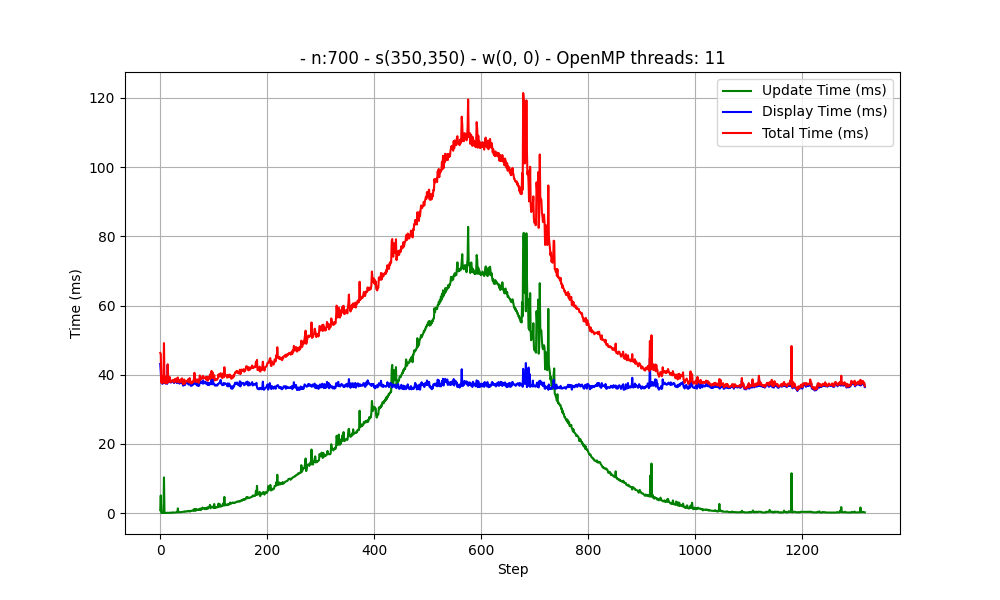 - n:700 - s(350,350) - w(0, 0) - OpenMP threads: 11
Update Time (ms)
Display Time (ms)
Total Time (ms)
Time (ms)
120
100
80
60
40
20
0
0 200 400 600 800 1000 1200
Step